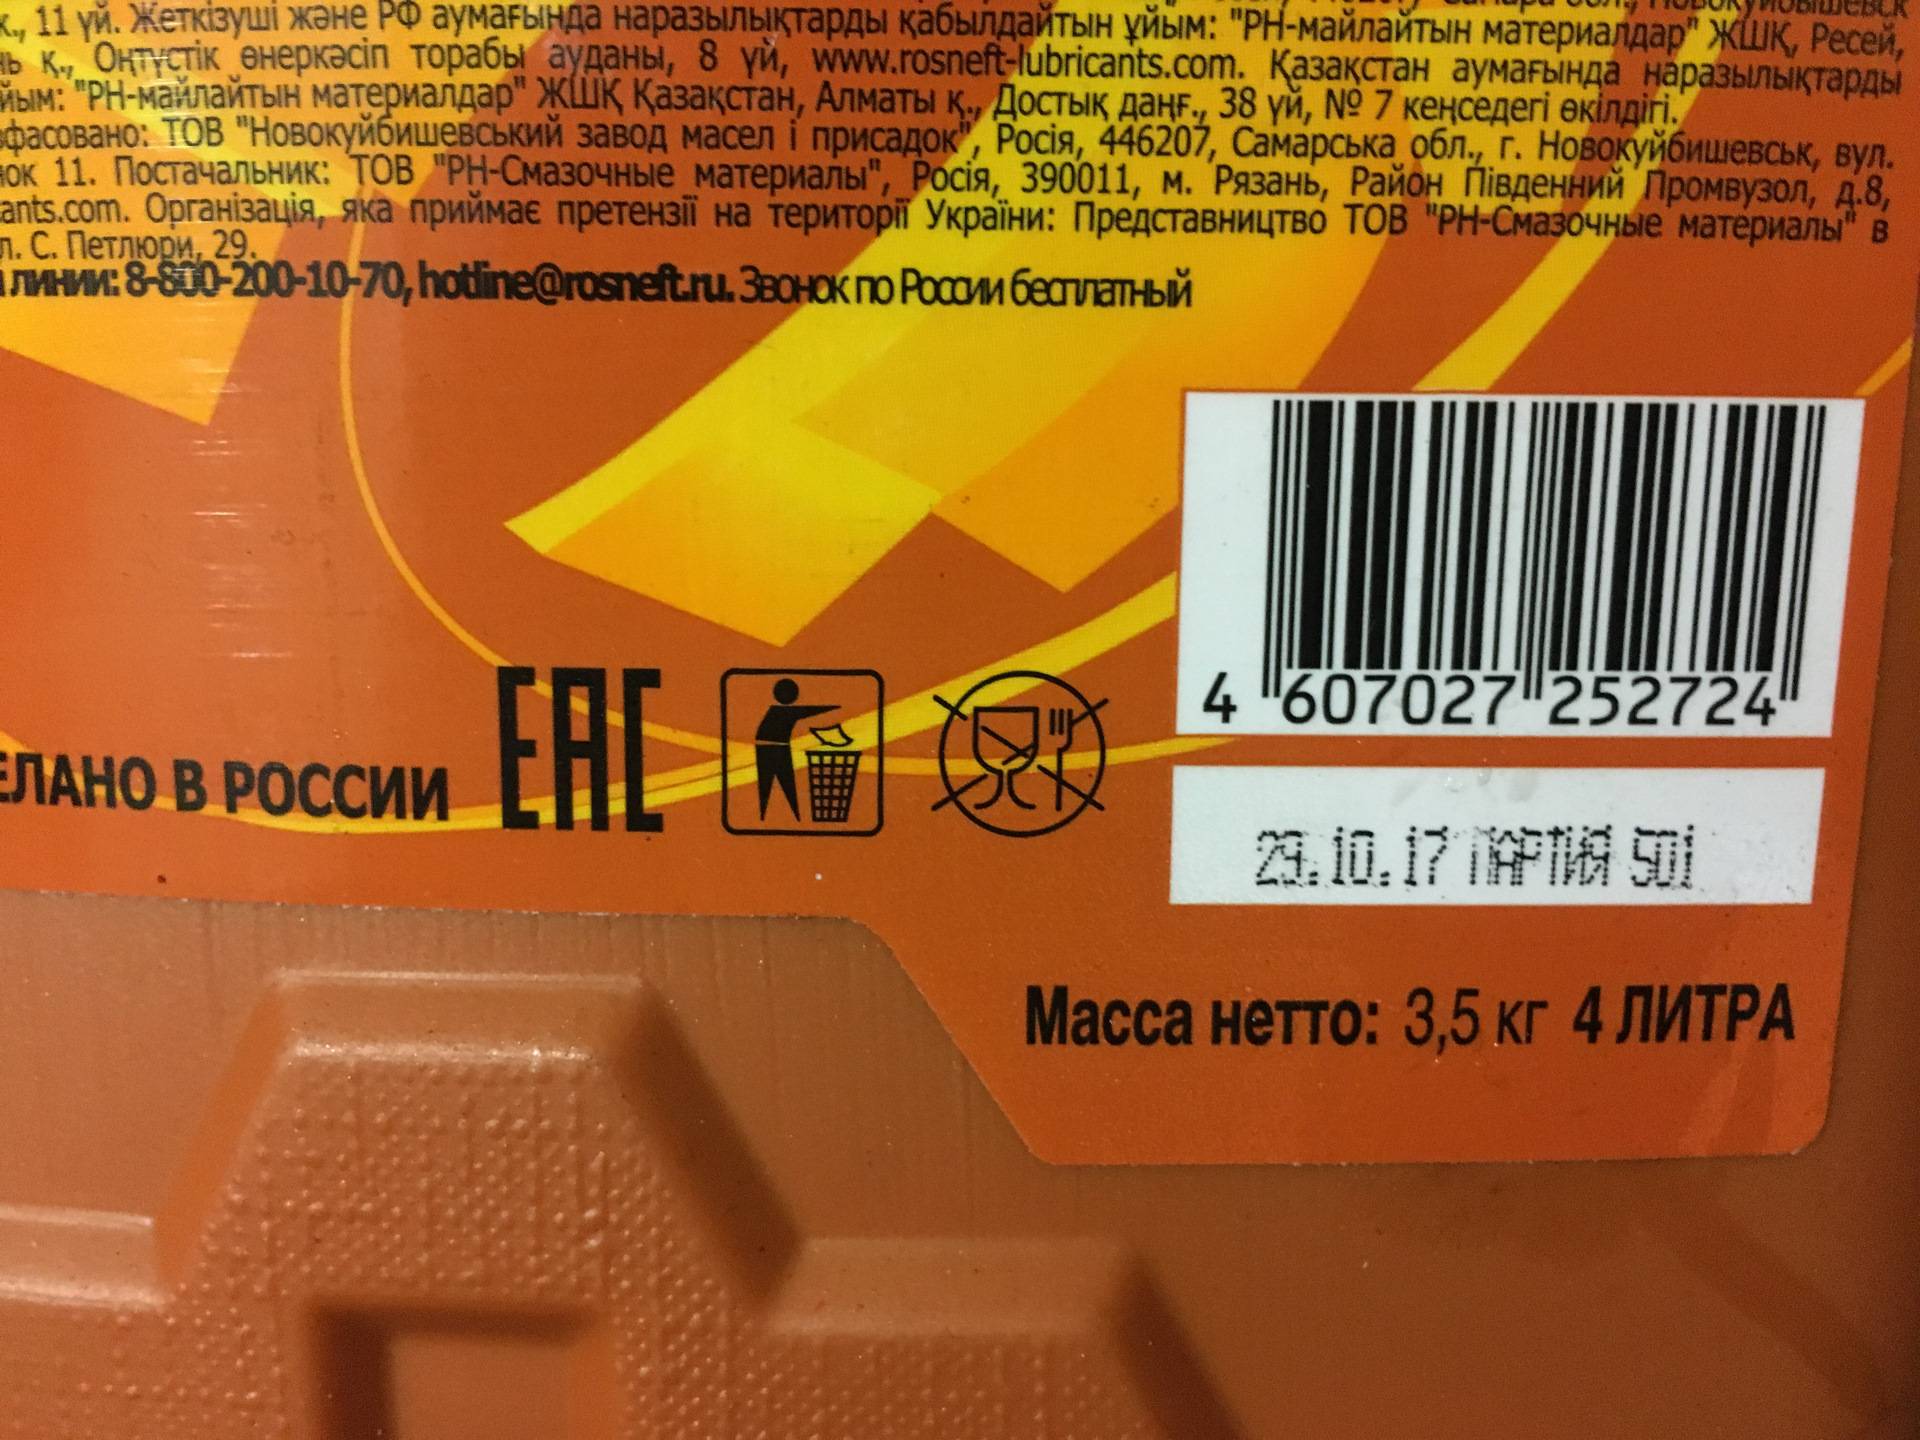 11 үй. Жеткізуші және РФ аумағында наразылықтарды қабылдайтын ұйым: "РН-майлайтын материалдар" ЖШҚ, Ресей,
қ., Оңтүстік өнеркәсіп торабы ауданы, 8 үй, www.rosneft-lubricants.com. Қазақстан аумағында наразылықтарды
"РН-майлайтын материалдар" ЖШҚ Қазақстан, Алматы қ., Достық даңғ., 38 үй, № 7 кеңседегі өкілдігі.
фасовано: ТОВ "Новокуйбишевський завод масел і присадок", Росія, 446207, Самарська обл., г. Новокуйбишевськ, вул.
11. Постачальник: ТОВ "РН-Смазочные материалы", Росія, 390011, м. Рязань, Район Південний Промвузол, д.8,
ants.com. Організація, яка приймає претензії на території України: Представництво ТОВ "РН-Смазочные материалы" в
л. С. Петлюри, 29.
линии: 8-800-200-10-70, hotline@rosneft.ru. Звонок по России бесплатный
4 607027 252724
ЕЛАНО В РОССИИ
ЕАС
29.10.17 ПАРТИЯ 501
Масса нетто: 3,5 кг 4 ЛИТРА